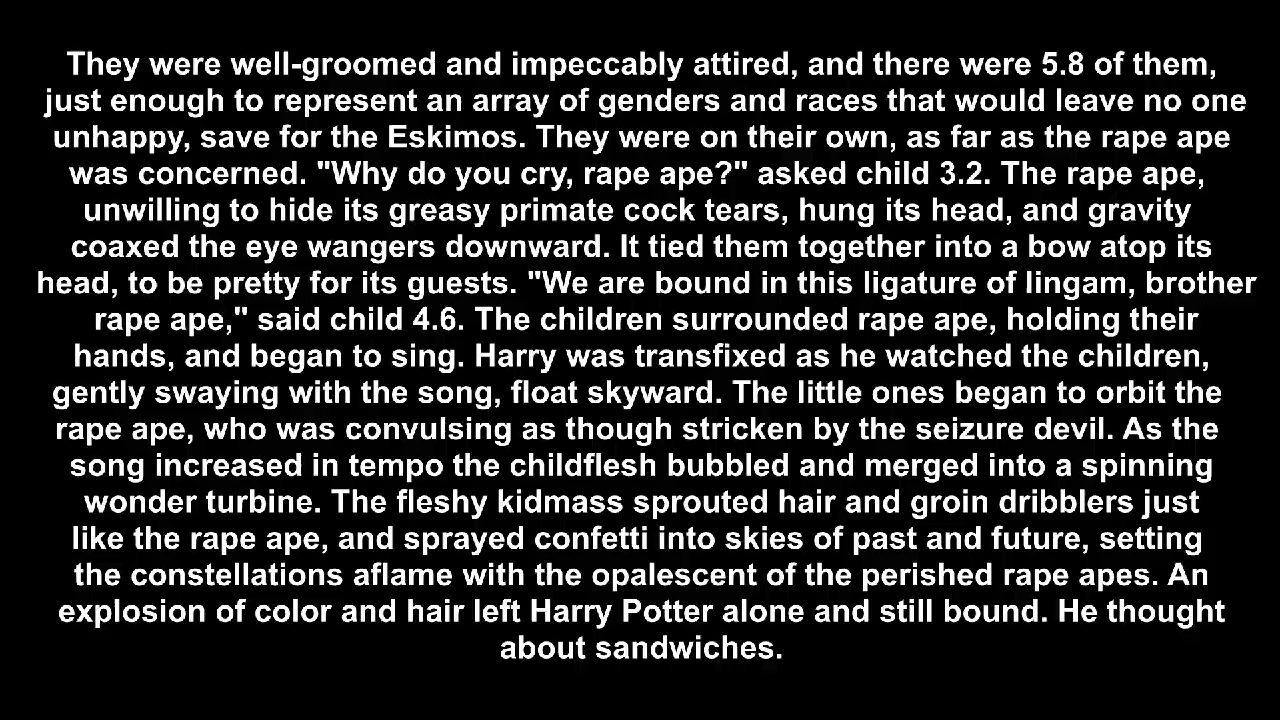 They were well-groomed and impeccably attired, and there were 5.8 of them,
just enough to represent an array of genders and races that would leave no one
unhappy, save for the Eskimos. They were on their own, as far as the rape ape
was concerned. "Why do you cry, rape ape?" asked child 3.2. The rape ape,
unwilling to hide its greasy primate cock tears, hung its head, and gravity
coaxed the eye wangers downward. It tied them together into a bow atop its
head, to be pretty for its guests. "We are bound in this ligature of lingam, brother
rape ape," said child 4.6. The children surrounded rape ape, holding their
hands, and began to sing. Harry was transfixed as he watched the children,
gently swaying with the song, float skyward. The little ones began to orbit the
rape ape, who was convulsing as though stricken by the seizure devil. As the
song increased in tempo the childflesh bubbled and merged into a spinning
wonder turbine. The fleshy kidmass sprouted hair and groin dribblers just
like the rape ape, and sprayed confetti into skies of past and future, setting
the constellations aflame with the opalescent of the perished rape apes. An
explosion of color and hair left Harry Potter alone and still bound. He thought
about sandwiches.